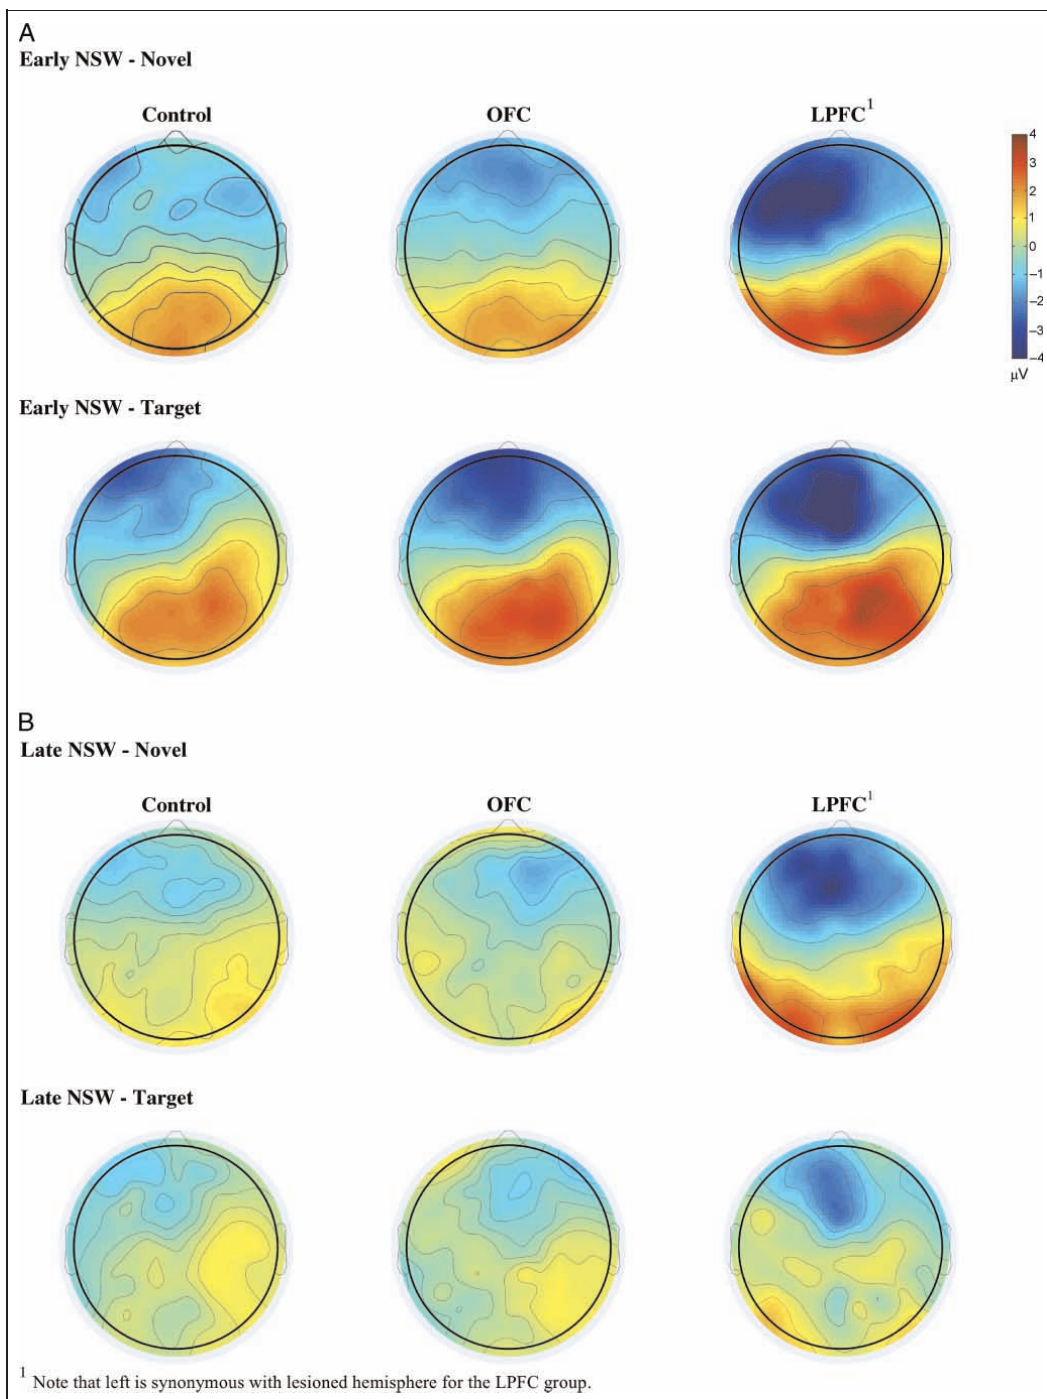 A
Early NSW - Novel
Control OFC LPFC¹
4
3
2
1
0
–1
–2
–3
–4
µV
Early NSW - Target
B
Late NSW - Novel
Control OFC LPFC¹
Late NSW - Target
¹ Note that left is synonymous with lesioned hemisphere for the LPFC group.